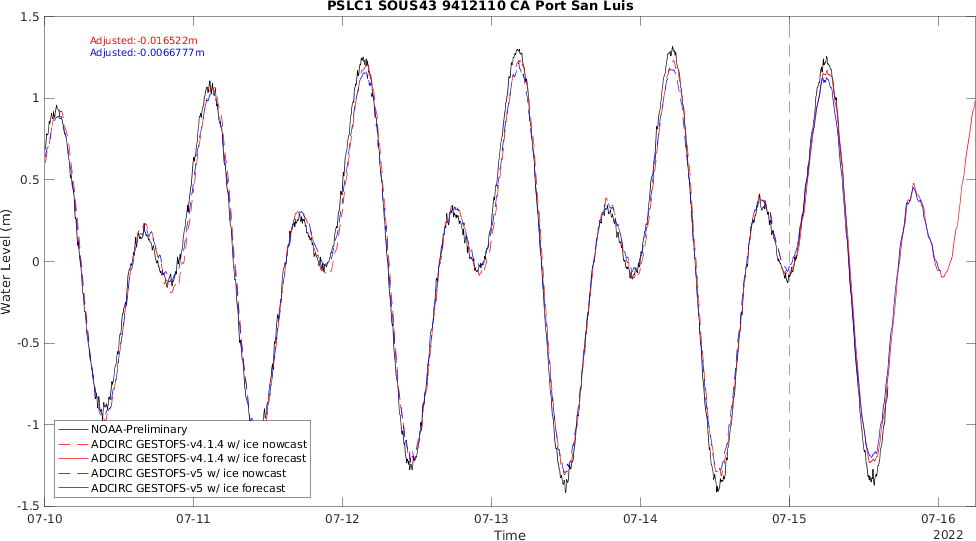 PSLC1 SOUS43 9412110 CA Port San Luis
1.5
Adjusted:-0.016522m
Adjusted:-0.0066777m
1
0.5
0
-0.5
-1
-1.5
Water Level (m)
NOAA-Preliminary
ADCIRC GESTOFS-v4.1.4 w/ ice nowcast
ADCIRC GESTOFS-v4.1.4 w/ ice forecast
ADCIRC GESTOFS-v5 w/ ice nowcast
ADCIRC GESTOFS-v5 w/ ice forecast
07-10 07-11 07-12 07-13 07-14 07-15 07-16
Time
2022